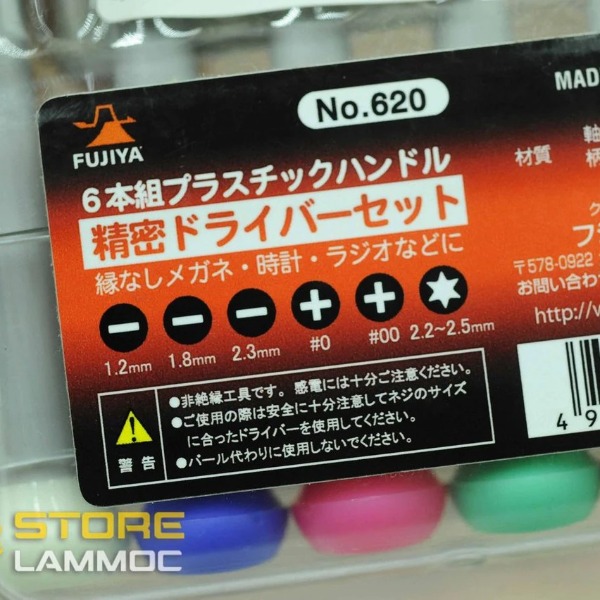 No.620
MAD
FUJIYA
6本組プラスチックハンドル
精密ドライバーセット
縁なしメガネ・時計・ラジオなどに
1.2mm 1.8mm 2.3mm #0 #00 2.2~2.5mm
警告
●非絶縁工具です。感電には十分ご注意ください。
●ご使用の際は安全に十分注意してネジのサイズ
に合ったドライバーを使用してください。
●バール代わりに使用しないでください。
材質
軸
柄
フ
〒578-0922
お問い合わ
http://w
4 9
STORE
LAMMOC